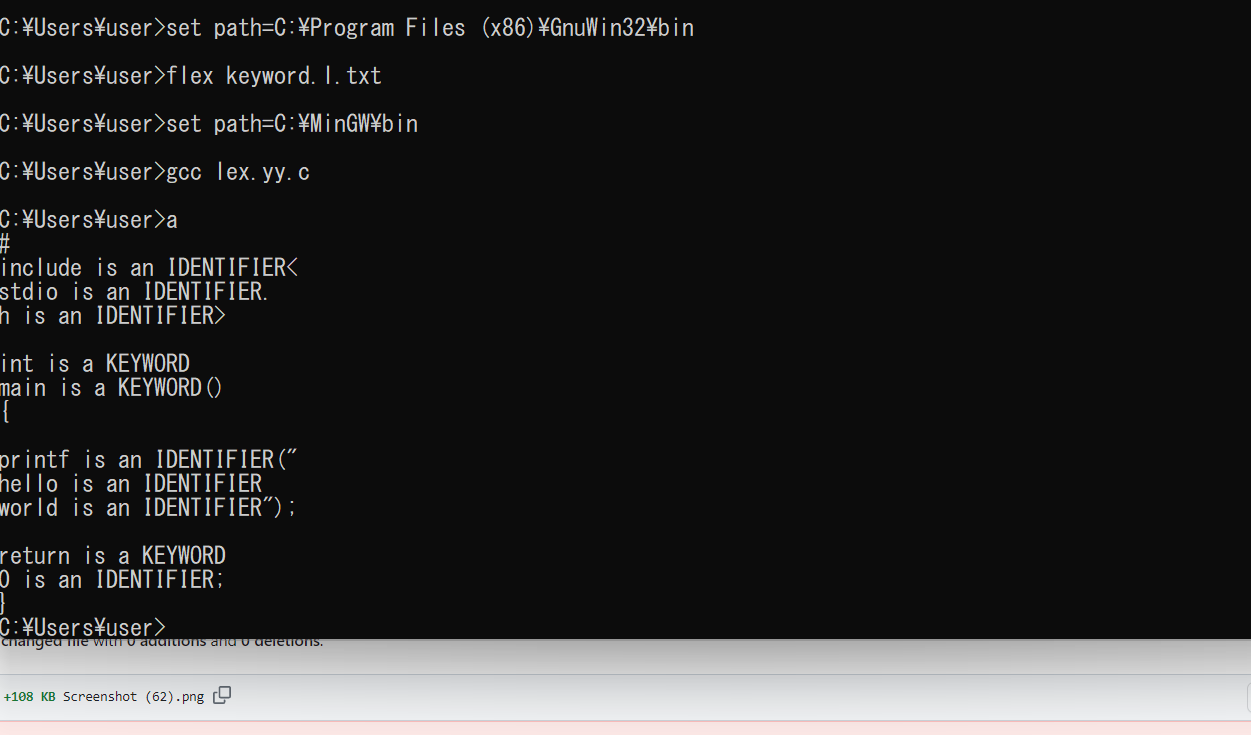 C:¥Users¥user>set path=C:¥Program Files (x86)¥GnuWin32¥bin
C:¥Users¥user>flex keyword.l.txt
C:¥Users¥user>set path=C:¥MinGW¥bin
C:¥Users¥user>gcc lex.yy.c
C:¥Users¥user>a
#
include is an IDENTIFIER<
stdio is an IDENTIFIER.
h is an IDENTIFIER>
int is a KEYWORD
main is a KEYWORD()
{
printf is an IDENTIFIER("
hello is an IDENTIFIER
world is an IDENTIFIER");
return is a KEYWORD
0 is an IDENTIFIER;
}
C:¥Users¥user>
changed file with 0 additions and 0 deletions.
+108 KB Screenshot (62).png